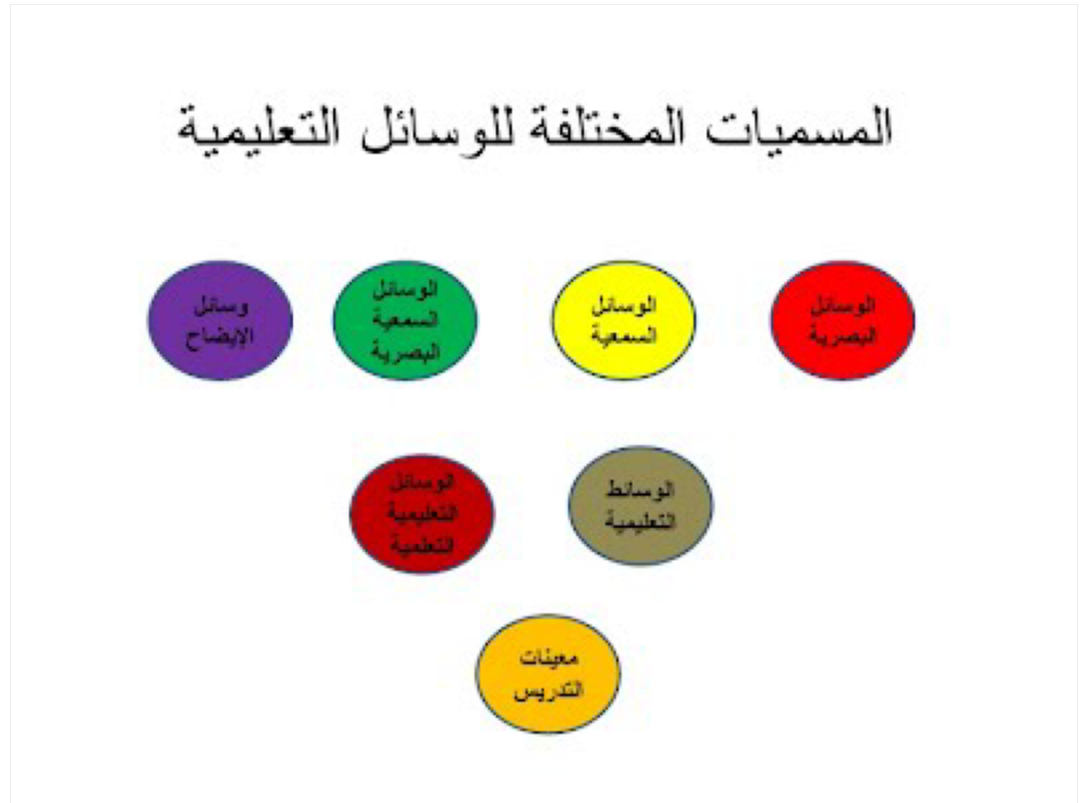 المسميات المختلفة للوسائل التعليمية
الوسائل
البصرية
الوسائل
السمعية
الوسائل
السمعية
البصرية
وسائل
الإيضاح
الوسائط
التعليمية
الوسائل
التعليمية
التعلمية
معينات
التدريس